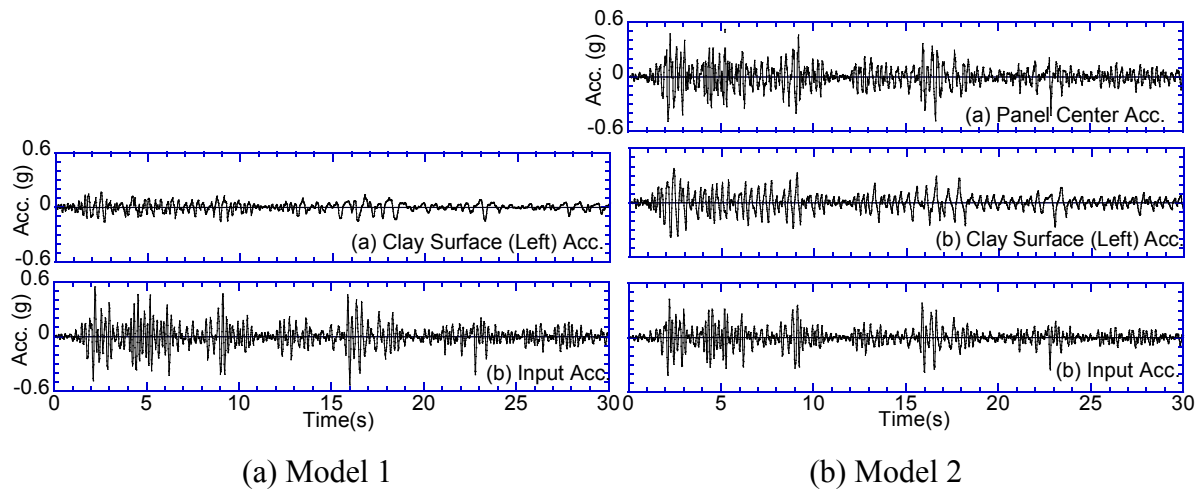 0.6
Acc. (g)
0
-0.6
(a) Panel Center Acc.
0.6
Acc. (g)
0
-0.6
(a) Clay Surface (Left) Acc.
(b) Clay Surface (Left) Acc.
0.6
Acc. (g)
0
-0.6
(b) Input Acc.
0 5 10 15 20 25 30
Time(s)
(b) Input Acc.
0 5 10 15 20 25 30
Time(s)
(a) Model 1
(b) Model 2